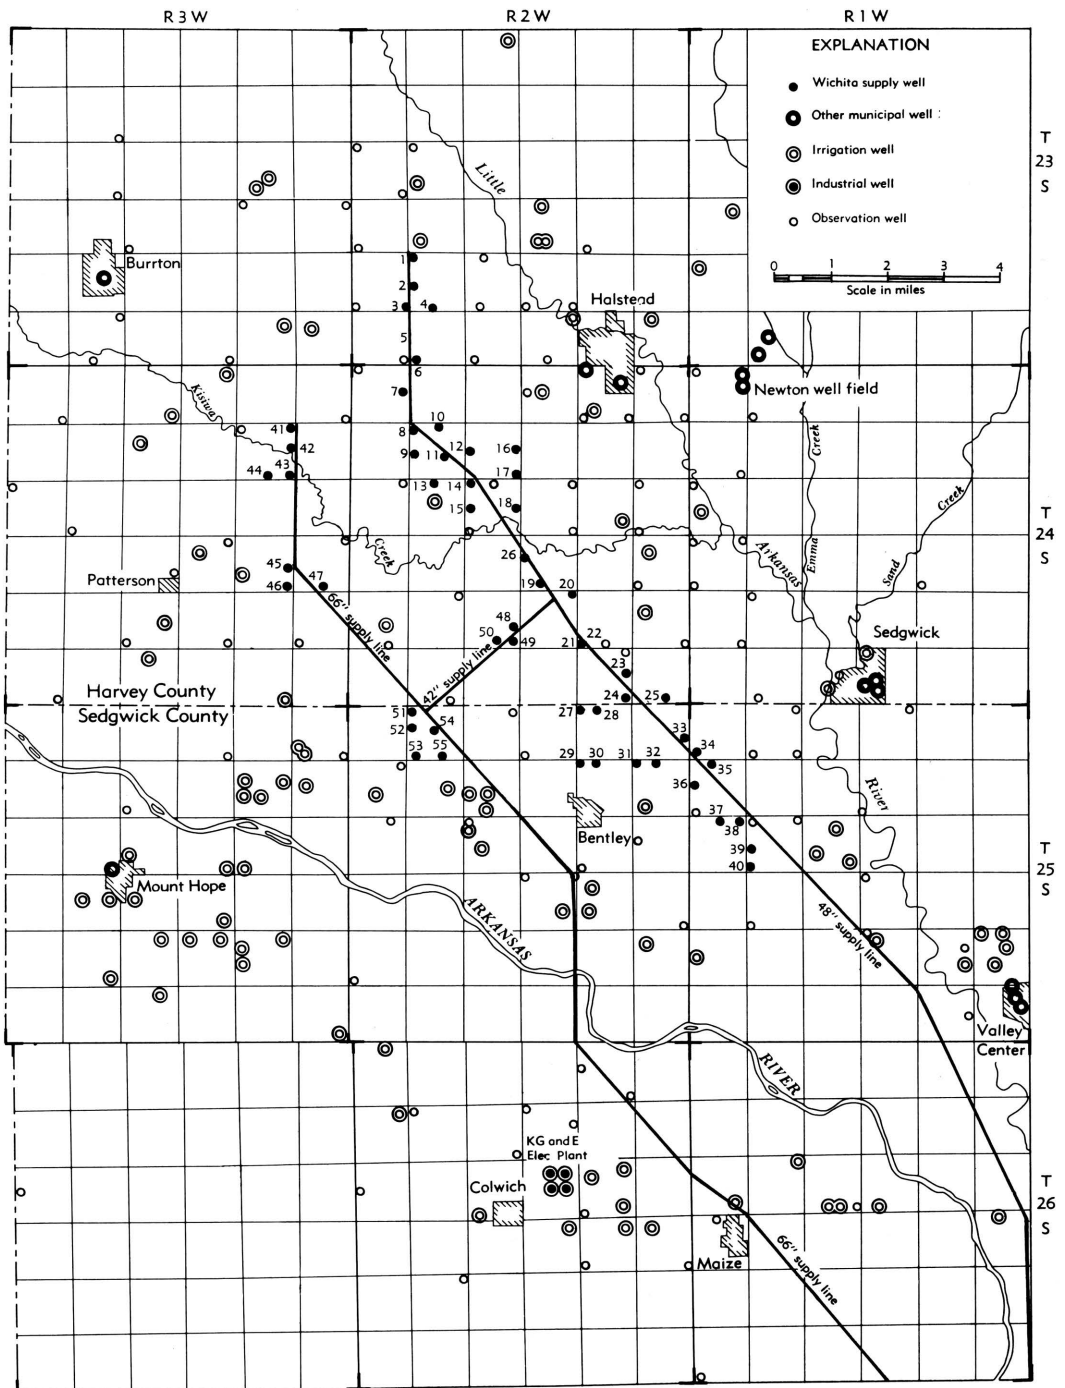 R 3 W
R 2 W
R 1 W
EXPLANATION
Wichita supply well
Other municipal well
Irrigation well
Industrial well
Observation well
0 1 2 3 4
Scale in miles
T
23
S
Little
Burrton
1
2
3 4
5
6
7
Halstead
Newton well field
Kisiwa
8
10
9 11
12
16
17
13 14
15 18
41
42
44 43
Creek
Creek
Emma
Creek
Sand
T
24
S
Arkansas
26
19 20
45
46 47
Patterson
66" supply line
48
50 49
42" supply line
21 22
23
24 25
27 28
Sedgwick
Harvey County
Sedgwick County
51
52 54
53 55
29 30 31 32
33
34
35
36
37
38
39
40
River
Bentley
Mount Hope
T
25
S
ARKANSAS
48" supply line
Valley
Center
RIVER
KG and E
Elec Plant
Colwich
Maize
66" supply line
T
26
S